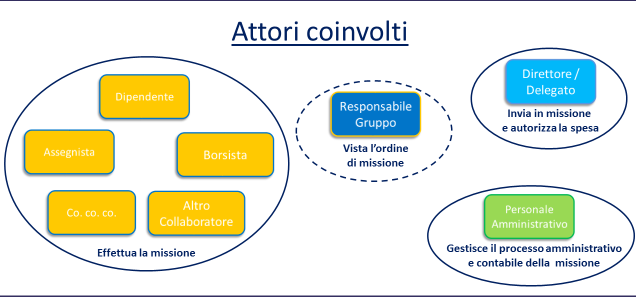 Attori coinvolti
Dipendente
Assegnista
Borsista
Co. co. co.
Altro
Collaboratore
Effettua la missione
Responsabile
Gruppo
Vista l'ordine
di missione
Direttore /
Delegato
Invia in missione
e autorizza la spesa
Personale
Amministrativo
Gestisce il processo amministrativo
e contabile della missione